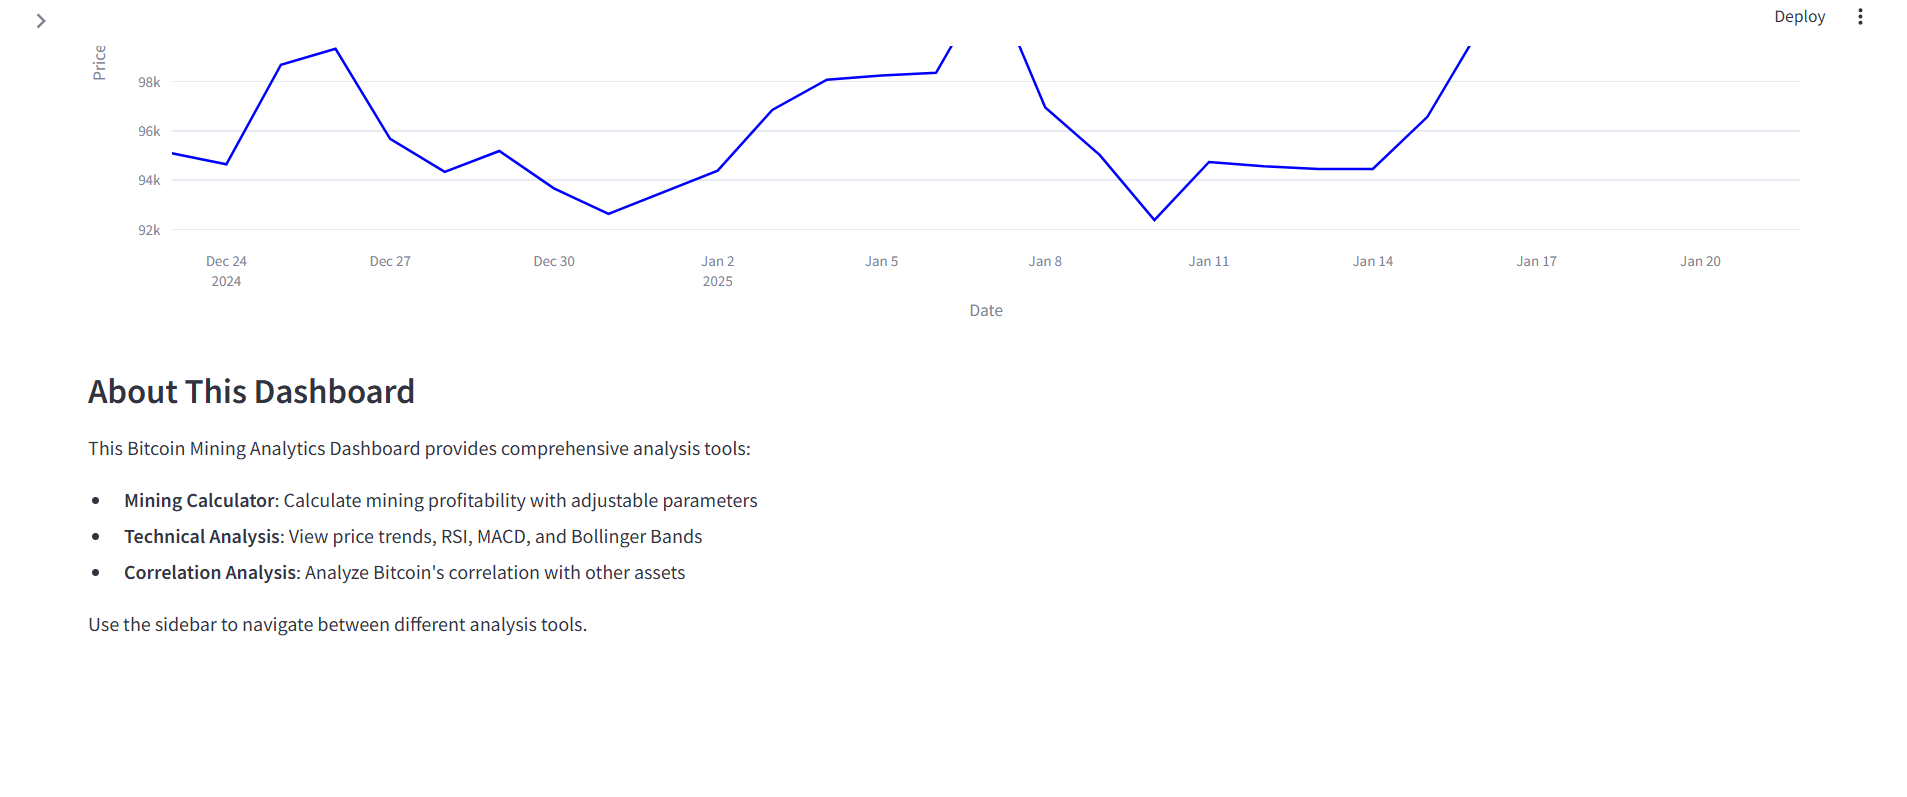 Deploy
Price
98k
96k
94k
92k
Dec 24
2024
Dec 27
Dec 30
Jan 2
2025
Jan 5
Jan 8
Jan 11
Jan 14
Jan 17
Jan 20
Date
About This Dashboard
This Bitcoin Mining Analytics Dashboard provides comprehensive analysis tools:
Mining Calculator: Calculate mining profitability with adjustable parameters
Technical Analysis: View price trends, RSI, MACD, and Bollinger Bands
Correlation Analysis: Analyze Bitcoin's correlation with other assets
Use the sidebar to navigate between different analysis tools.